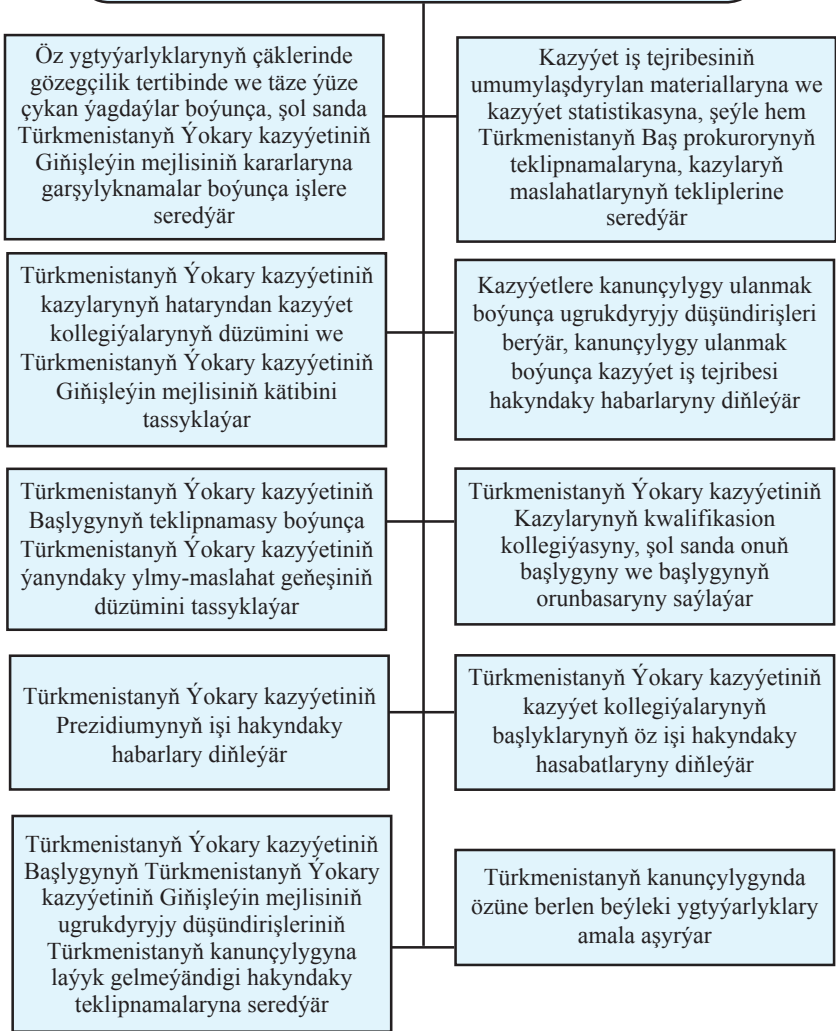 Öz ygtyýarlyklarynyň çäklerinde
gözegçilik tertibinde we täze ýüze
çykan ýagdaýlar boýunça, şol sanda
Türkmenistanyň Ýokary kazyýetiniň
Giňişleýin mejlisiniň kararlaryna
garşylyknamalar boýunça işlere
seredýär
Kazyýet iş tejribesiniň
umumylaşdyrylan materiallaryna we
kazyýet statistikasyna, şeýle hem
Türkmenistanyň Baş prokurorynyň
teklipnamalaryna, kazylaryň
maslahatlarynyň tekliplerine
seredýär
Türkmenistanyň Ýokary kazyýetiniň
kazylarynyň hataryndan kazyýet
kollegiýalarynyň düzümini we
Türkmenistanyň Ýokary kazyýetiniň
Giňişleýin mejlisiniň kätibini
tassyklaýar
Kazyýetlere kanunçylygy ulanmak
boýunça ugrukdyryjy düşündirişleri
berýär, kanunçylygy ulanmak
boýunça kazyýet iş tejribesi
hakyndaky habarlaryny diňleýär
Türkmenistanyň Ýokary kazyýetiniň
Başlygynyň teklipnamasy boýunça
Türkmenistanyň Ýokary kazyýetiniň
ýanyndaky ylmy-maslahat geňeşiniň
düzümini tassyklaýar
Türkmenistanyň Ýokary kazyýetiniň
Kazylarynyň kwalifikasion
kollegiýasyny, şol sanda onuň
başlygyny we başlygynyň
orunbasaryny saýlaýar
Türkmenistanyň Ýokary kazyýetiniň
Prezidiumynyň işi hakyndaky
habarlary diňleýär
Türkmenistanyň Ýokary kazyýetiniň
kazyýet kollegiýalarynyň
başlyklarynyň öz işi hakyndaky
hasabatlaryny diňleýär
Türkmenistanyň Ýokary kazyýetiniň
Başlygynyň Türkmenistanyň Ýokary
kazyýetiniň Giňişleýin mejlisiniň
ugrukdyryjy düşündirişleriniň
Türkmenistanyň kanunçylygyna
laýyk gelmeýändigi hakyndaky
teklipnamalaryna seredýär
Türkmenistanyň kanunçylygynda
özüne berlen beýleki ygtyýarlyklary
amala aşyrýar